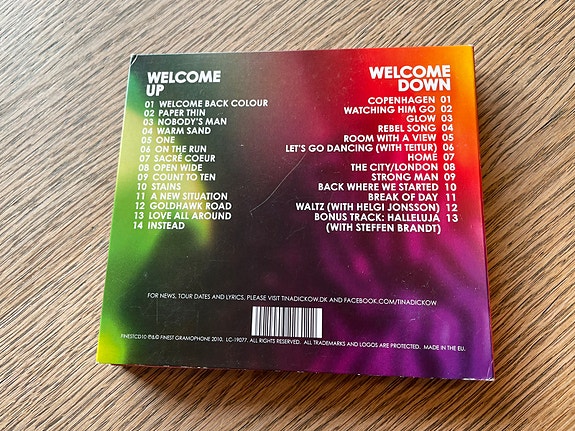 WELCOME
UP
01 WELCOME BACK COLOUR
02 PAPER THIN
03 NOBODY'S MAN
04 WARM SAND
05 ONE
06 ON THE RUN
07 SACRÉ COEUR
08 OPEN WIDE
09 COUNT TO TEN
10 STAINS
11 A NEW SITUATION
12 GOLDHAWK ROAD
13 LOVE ALL AROUND
14 INSTEAD
WELCOME
DOWN
COPENHAGEN 01
WATCHING HIM GO 02
GLOW 03
REBEL SONG 04
ROOM WITH A VIEW 05
LET'S GO DANCING (WITH TEITUR) 06
HOME 07
THE CITY/LONDON 08
STRONG MAN 09
BACK WHERE WE STARTED 10
BREAK OF DAY 11
WALTZ (WITH HELGI JONSSON) 12
BONUS TRACK: HALLELUJA 13
(WITH STEFFEN BRANDT)
FOR NEWS, TOUR DATES AND LYRICS, PLEASE VISIT TINADICKOW.DK AND FACEBOOK.COM/TINADICKOW
FINESTCD10 ℗&© FINEST GRAMOPHONE 2010. LC-19077. ALL RIGHTS RESERVED. ALL TRADEMARKS AND LOGOS ARE PROTECTED. MADE IN THE EU.